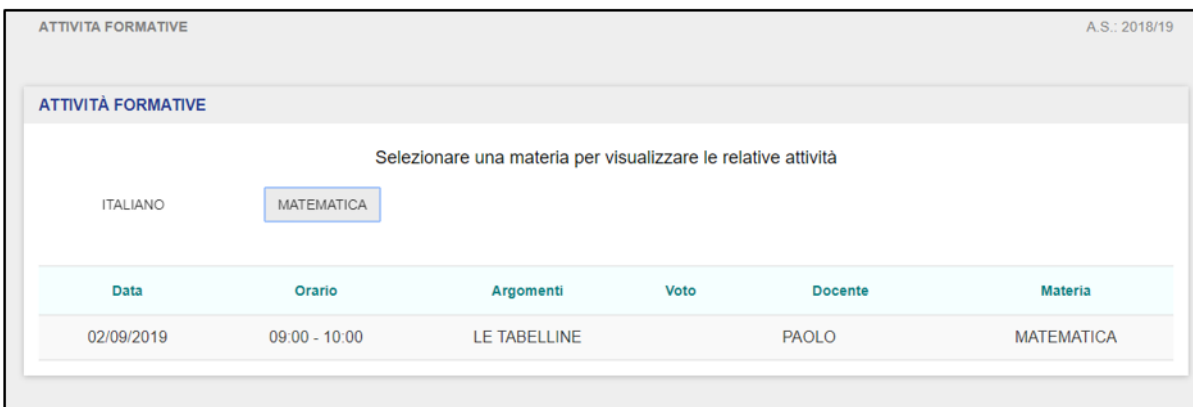 ATTIVITA FORMATIVE A.S.: 2018/19
ATTIVITÀ FORMATIVE
Selezionare una materia per visualizzare le relative attività
ITALIANO MATEMATICA
Data Orario Argomenti Voto Docente Materia
02/09/2019 09:00 - 10:00 LE TABELLINE PAOLO MATEMATICA